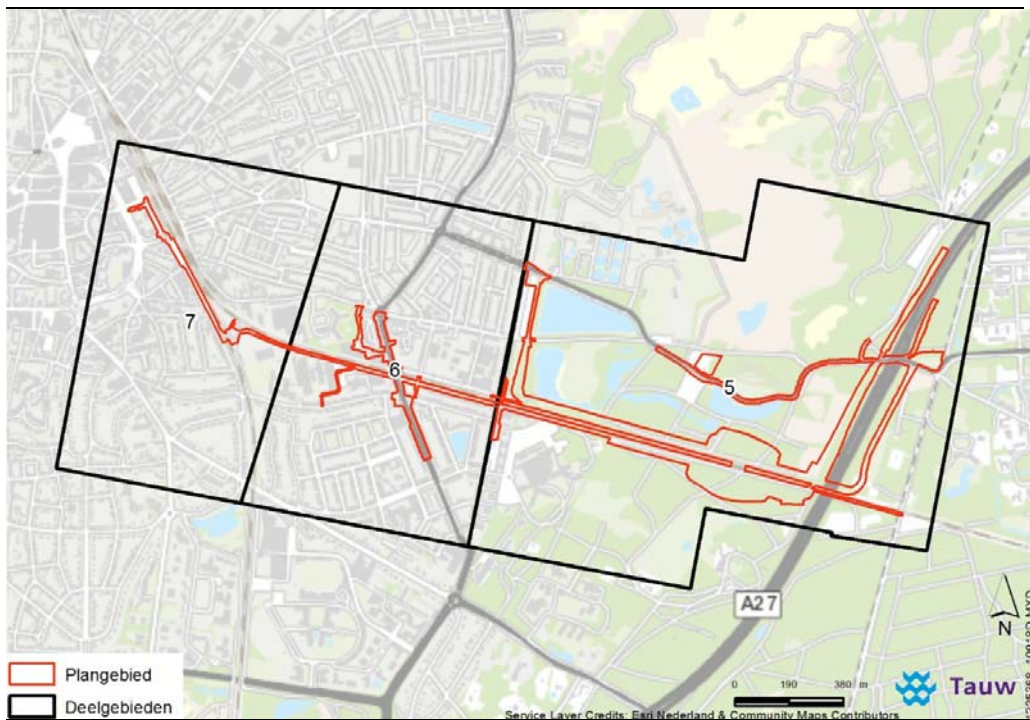 7
6
5
A27
N
Plangebied
Deelgebieden
0 190 380 m
Tauw
Service Layer Credits: Esri Nederland & Community Maps Contributors